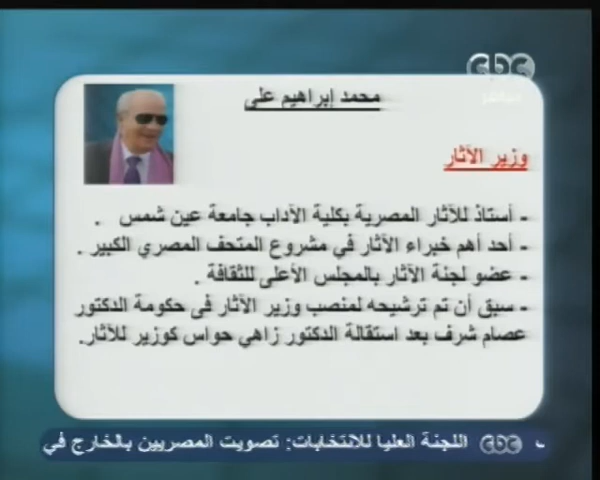 cbc
مباشر
محمد إبراهيم على
وزير الآثار
- أستاذ للآثار المصرية بكلية الآداب جامعة عين شمس .
- أحد أهم خبراء الآثار في مشروع المتحف المصري الكبير .
- عضو لجنة الآثار بالمجلس الأعلى للثقافة .
- سبق أن تم ترشيحه لمنصب وزير الآثار فى حكومة الدكتور
عصام شرف بعد استقالة الدكتور زاهي حواس كوزير للآثار.
cbc اللجنة العليا للانتخابات: تصويت المصريين بالخارج في